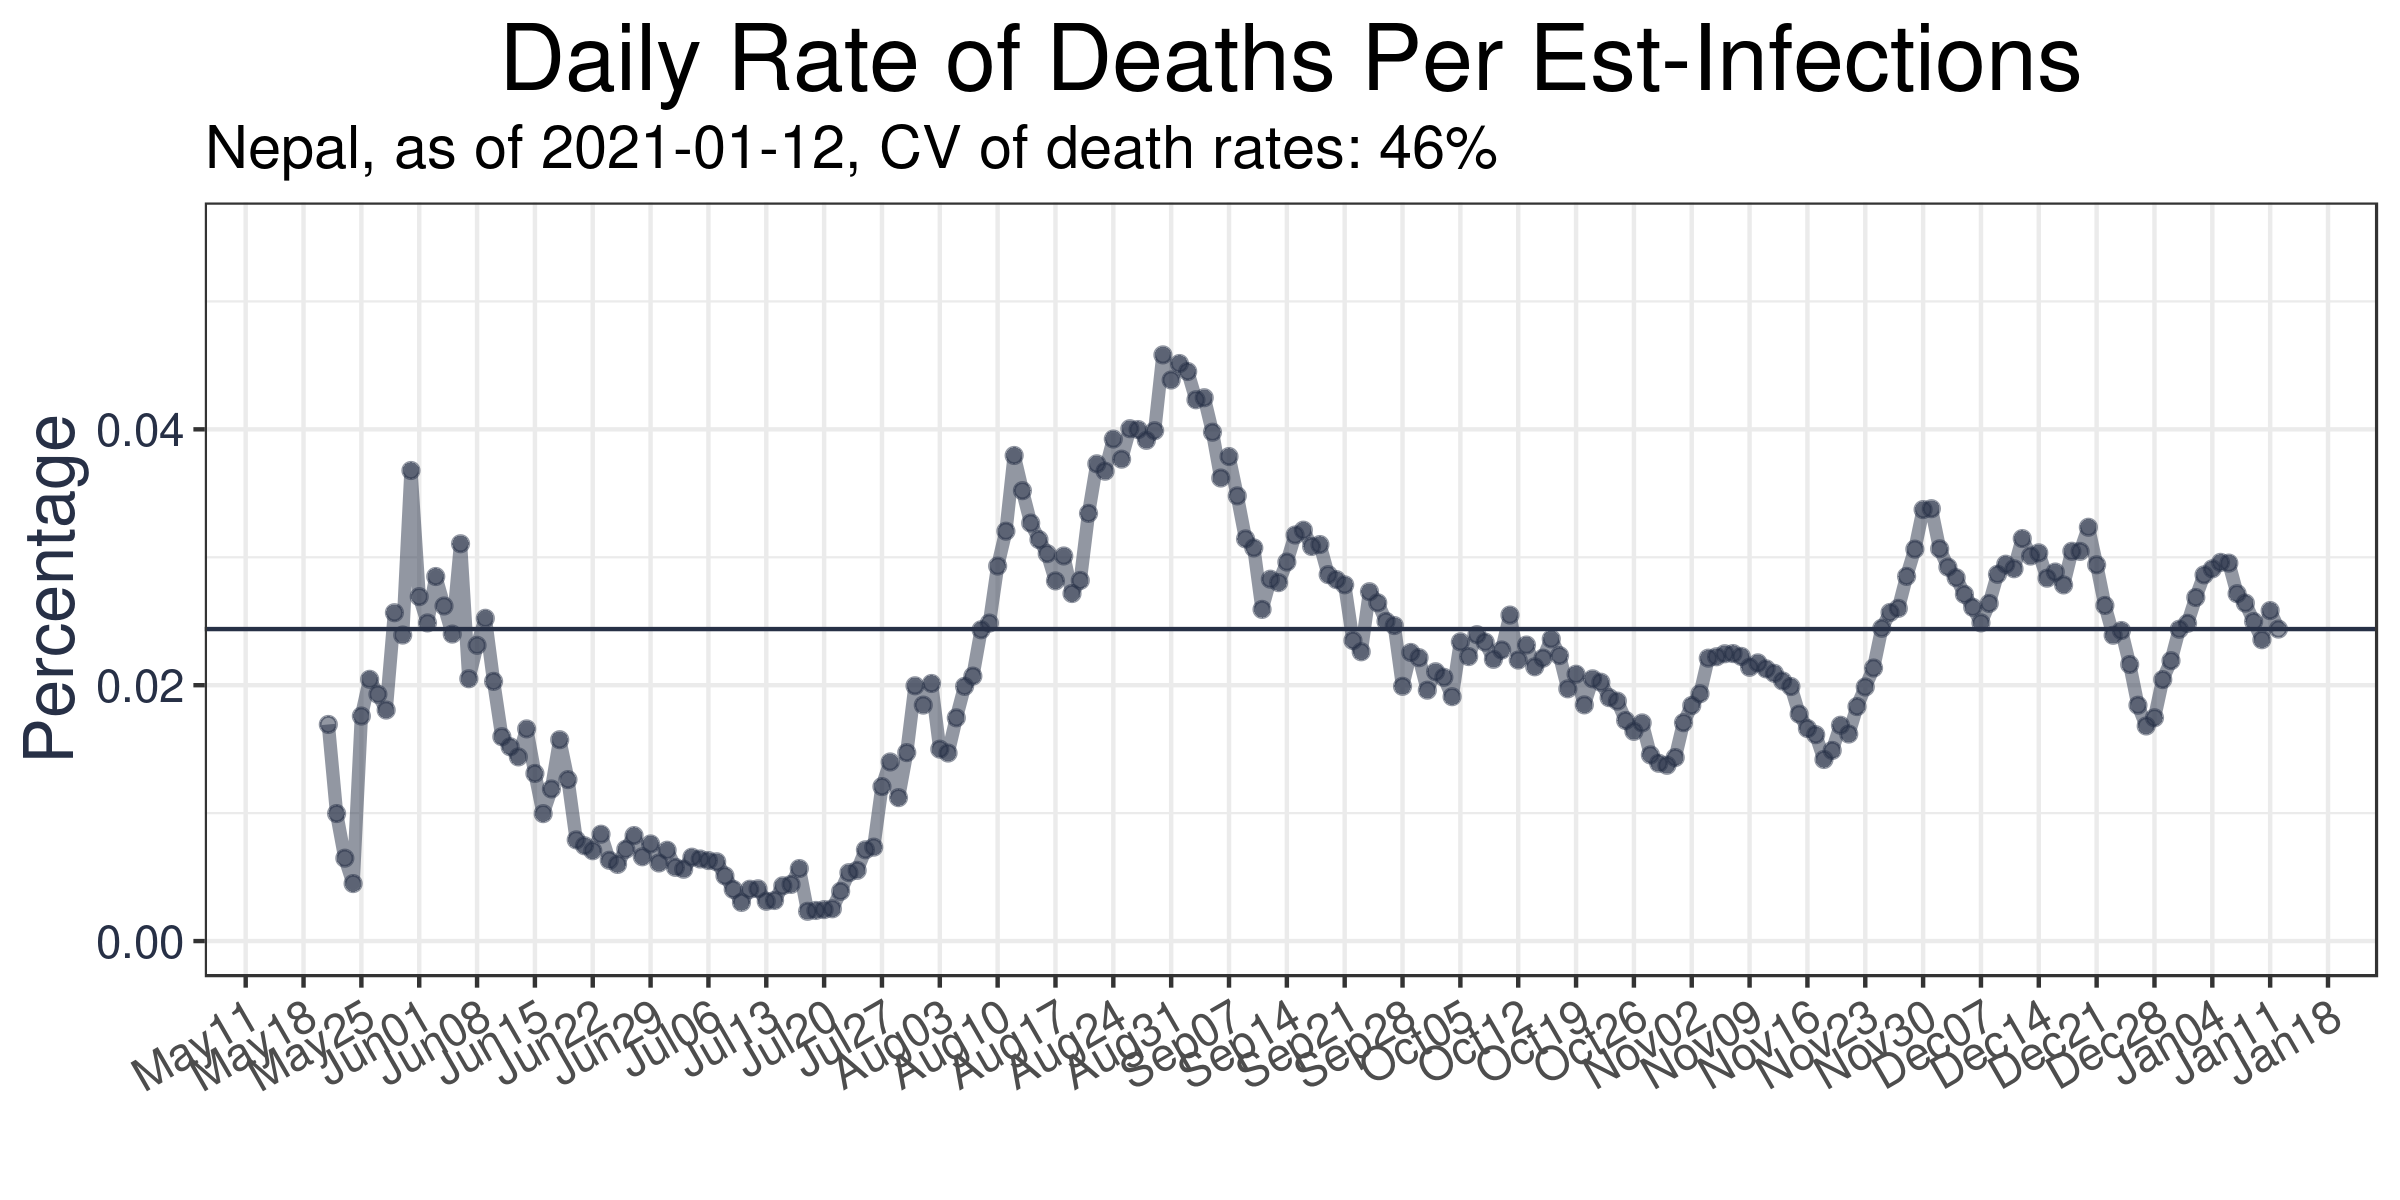 Daily Rate of Deaths Per Est-Infections
Nepal, as of 2021-01-12, CV of death rates: 46%
Percentage
0.04
0.02
0.00
May11
May18
May25
Jun01
Jun08
Jun15
Jun22
Jun29
Jul06
Jul13
Jul20
Jul27
Aug03
Aug10
Aug17
Aug24
Aug31
Sep07
Sep14
Sep21
Sep28
Oct05
Oct12
Oct19
Oct26
Nov02
Nov09
Nov16
Nov23
Nov30
Dec07
Dec14
Dec21
Dec28
Jan04
Jan11
Jan18